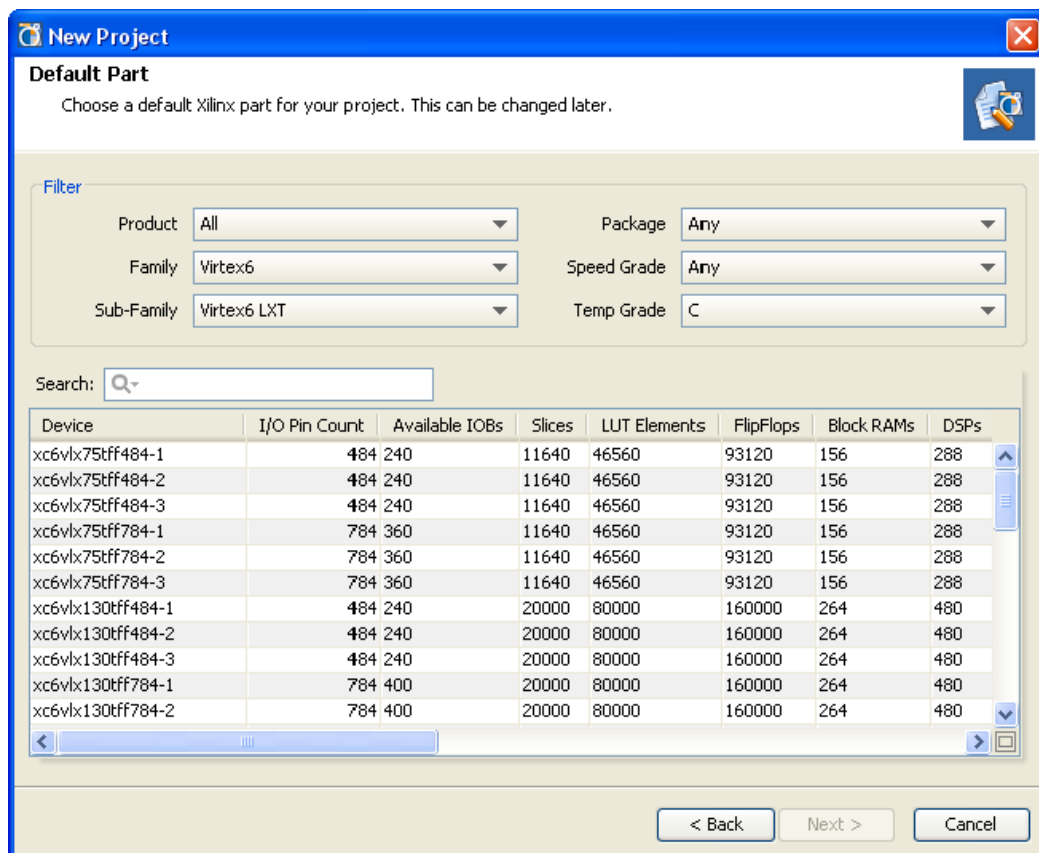 New Project
Default Part
Choose a default Xilinx part for your project. This can be changed later.
Filter
Product All Package Any
Family Virtex6 Speed Grade Any
Sub-Family Virtex6 LXT Temp Grade C
Search:
Device I/O Pin Count Available IOBs Slices LUT Elements FlipFlops Block RAMs DSPs
xc6vlx75tff484-1 484 240 11640 46560 93120 156 288
xc6vlx75tff484-2 484 240 11640 46560 93120 156 288
xc6vlx75tff484-3 484 240 11640 46560 93120 156 288
xc6vlx75tff784-1 784 360 11640 46560 93120 156 288
xc6vlx75tff784-2 784 360 11640 46560 93120 156 288
xc6vlx75tff784-3 784 360 11640 46560 93120 156 288
xc6vlx130tff484-1 484 240 20000 80000 160000 264 480
xc6vlx130tff484-2 484 240 20000 80000 160000 264 480
xc6vlx130tff484-3 484 240 20000 80000 160000 264 480
xc6vlx130tff784-1 784 400 20000 80000 160000 264 480
xc6vlx130tff784-2 784 400 20000 80000 160000 264 480
< Back Next > Cancel